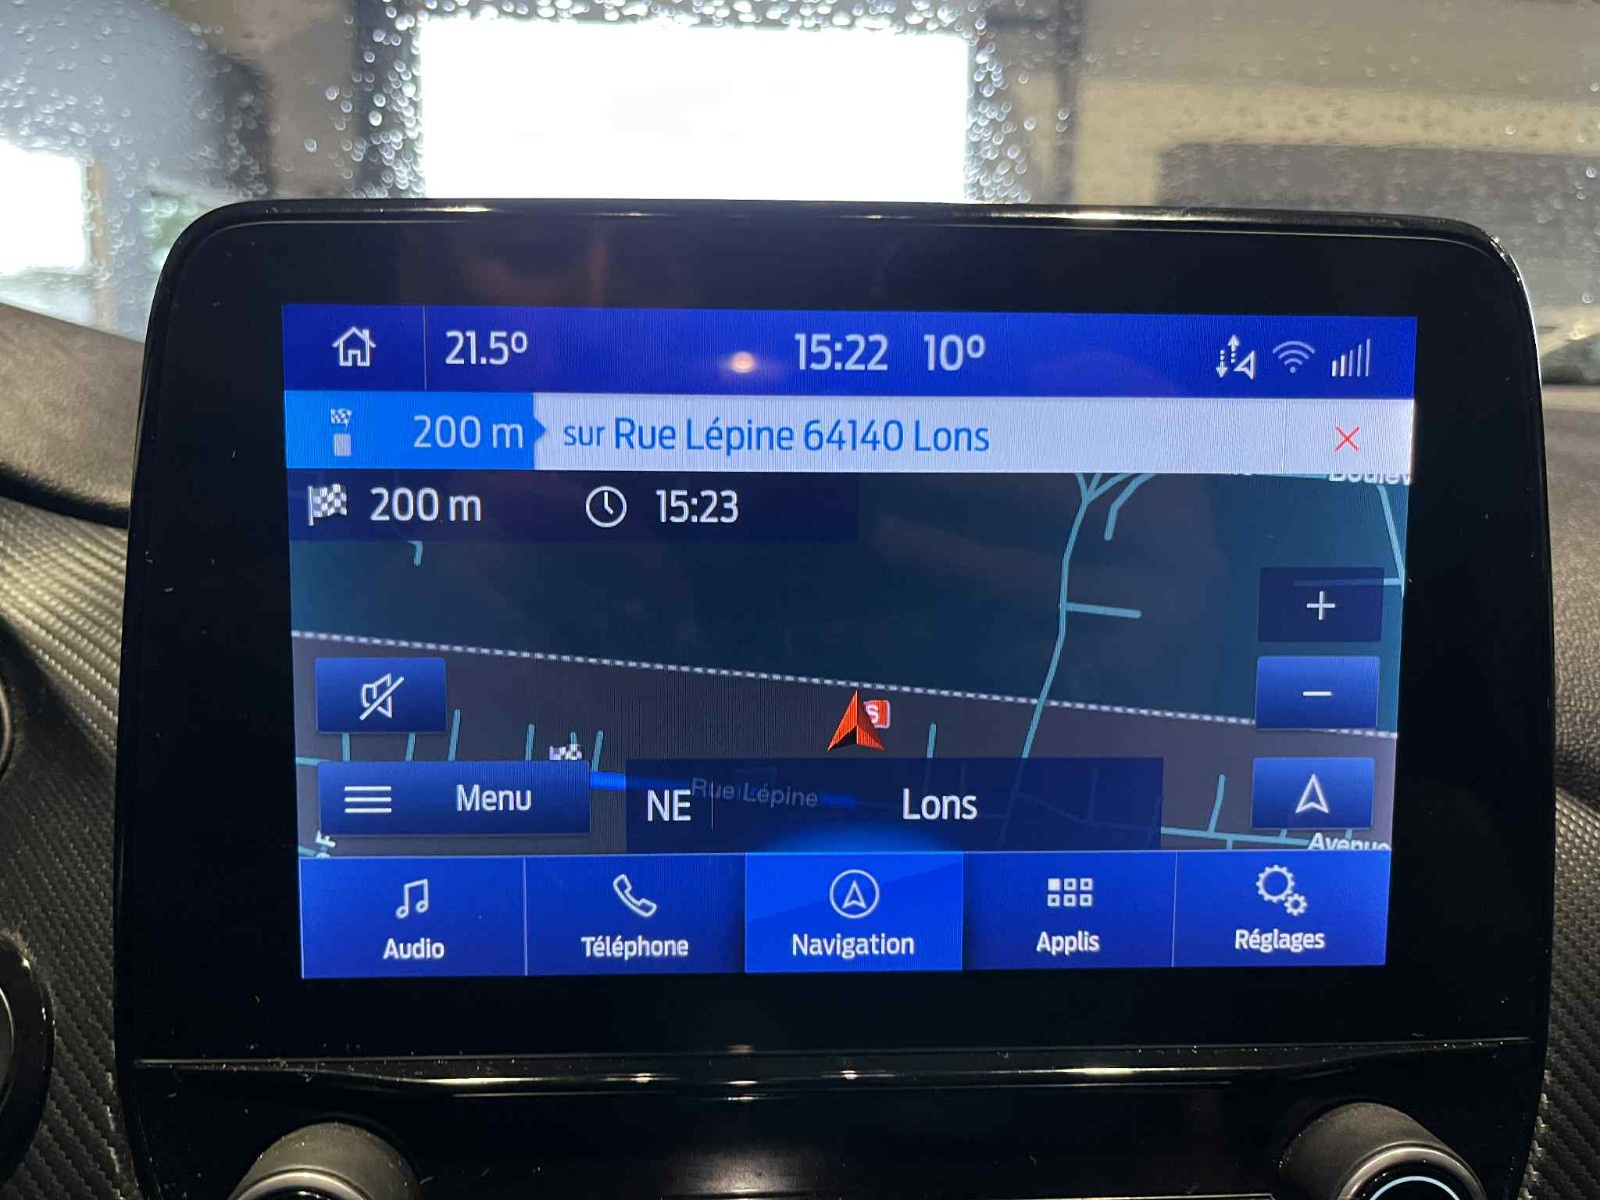 21.5° 15:22 10°
200 m sur Rue Lépine 64140 Lons
200 m 15:23
S
Menu NE Rue Lépine Lons
Avenue
Audio Téléphone Navigation Applis Réglages